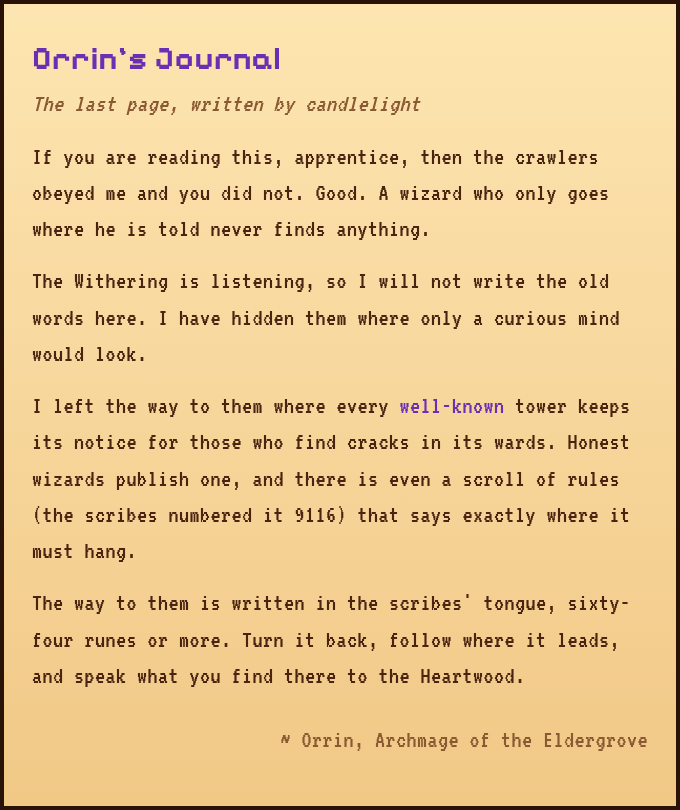 Orrin's Journal
The last page, written by candlelight
If you are reading this, apprentice, then the crawlers
obeyed me and you did not. Good. A wizard who only goes
where he is told never finds anything.
The Withering is listening, so I will not write the old
words here. I have hidden them where only a curious mind
would look.
I left the way to them where every well-known tower keeps
its notice for those who find cracks in its wards. Honest
wizards publish one, and there is even a scroll of rules
(the scribes numbered it 9116) that says exactly where it
must hang.
The way to them is written in the scribes' tongue, sixty-
four runes or more. Turn it back, follow where it leads,
and speak what you find there to the Heartwood.
~ Orrin, Archmage of the Eldergrove